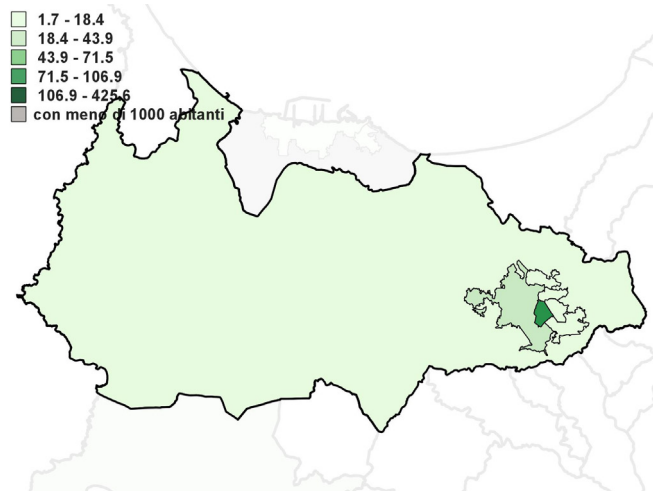 1.7 - 18.4
18.4 - 43.9
43.9 - 71.5
71.5 - 106.9
106.9 - 425.6
con meno di 1000 abitanti